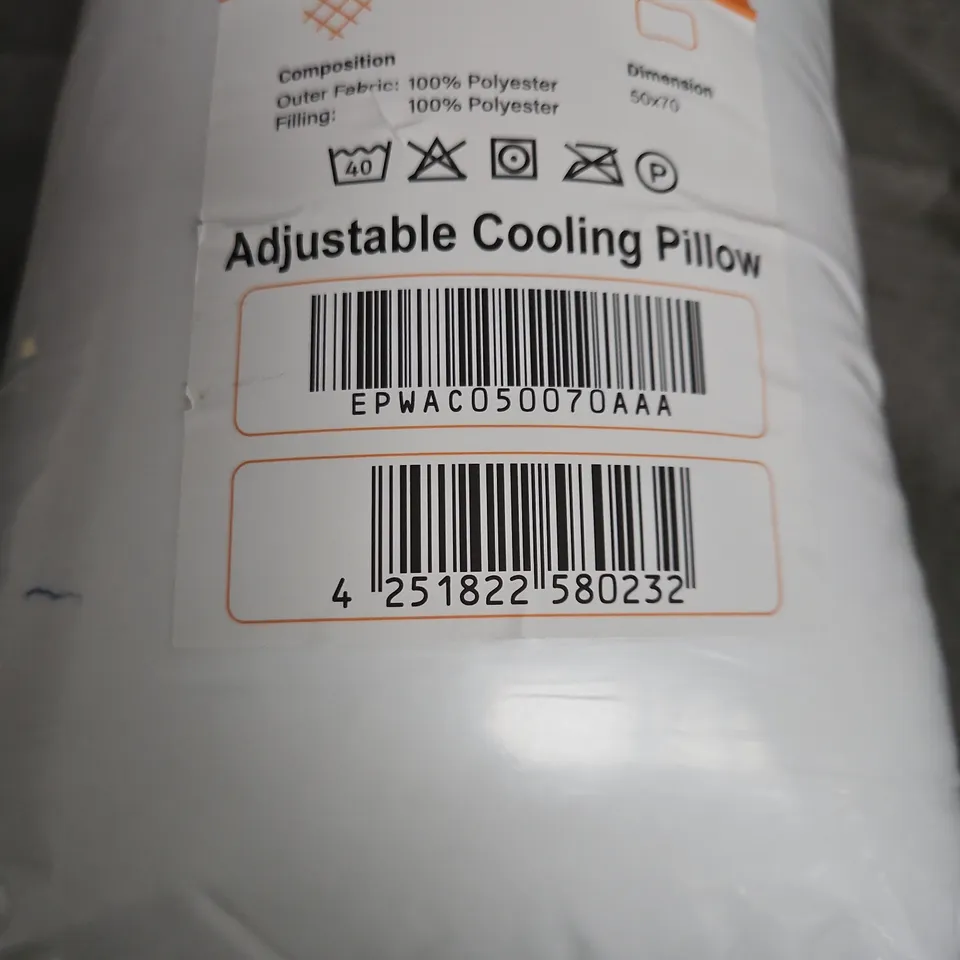 Composition
Outer Fabric: 100% Polyester
Filling: 100% Polyester
Dimension
50x70
40
P
Adjustable Cooling Pillow
EPWAC050070AAA
4 251822 580232